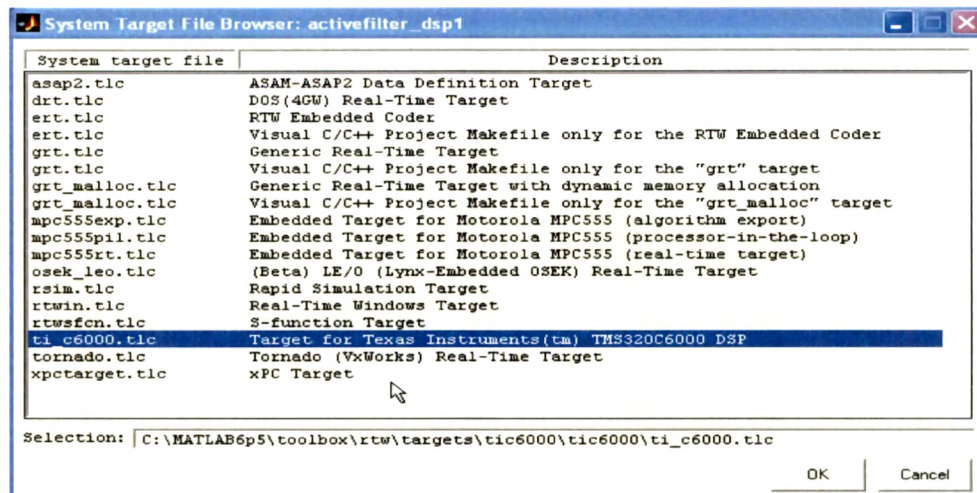 System Target File Browser: activefilter_dsp1
System target file Description
asap2.tlc ASAM-ASAP2 Data Definition Target
drt.tlc DOS(4GW) Real-Time Target
ert.tlc RTW Embedded Coder
ert.tlc Visual C/C++ Project Makefile only for the RTW Embedded Coder
grt.tlc Generic Real-Time Target
grt.tlc Visual C/C++ Project Makefile only for the "grt" target
grt_malloc.tlc Generic Real-Time Target with dynamic memory allocation
grt_malloc.tlc Visual C/C++ Project Makefile only for the "grt_malloc" target
mpc555exp.tlc Embedded Target for Motorola MPC555 (algorithm export)
mpc555pil.tlc Embedded Target for Motorola MPC555 (processor-in-the-loop)
mpc555rt.tlc Embedded Target for Motorola MPC555 (real-time target)
osek_leo.tlc (Beta) LE/O (Lynx-Embedded OSEK) Real-Time Target
rsim.tlc Rapid Simulation Target
rtwin.tlc Real-Time Windows Target
rtwsfcn.tlc S-function Target
ti_c6000.tlc Target for Texas Instruments(tm) TMS320C6000 DSP
tornado.tlc Tornado (VxWorks) Real-Time Target
xpctarget.tlc xPC Target
Selection: C:\MATLAB6p5\toolbox\rtw\targets\tic6000\tic6000\ti_c6000.tlc
OK Cancel